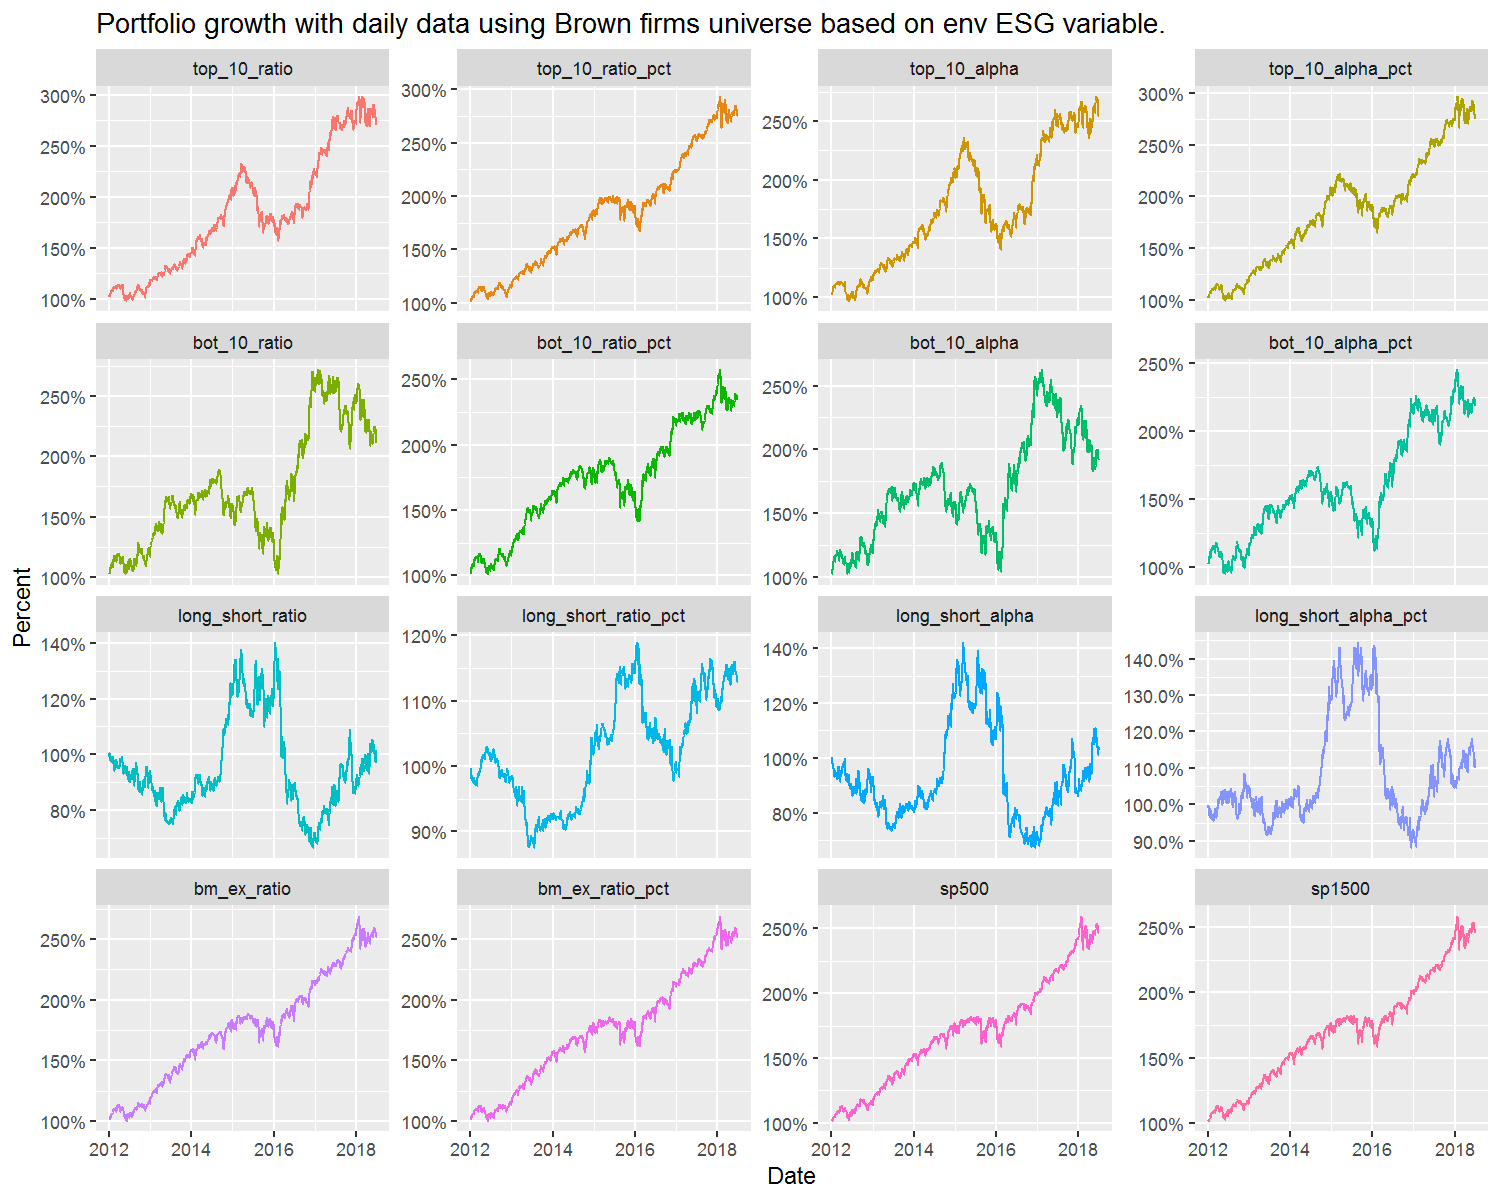 Portfolio growth with daily data using Brown firms universe based on env ESG variable.
top_10_ratio top_10_ratio_pct top_10_alpha top_10_alpha_pct
300% 300% 300%
250% 250% 250% 250%
200% 200% 200% 200%
150% 150% 150% 150%
100% 100% 100% 100%
bot_10_ratio bot_10_ratio_pct bot_10_alpha bot_10_alpha_pct
250% 250% 250% 250%
200% 200% 200% 200%
150% 150% 150% 150%
100% 100% 100% 100%
Percent
long_short_ratio long_short_ratio_pct long_short_alpha long_short_alpha_pct
140% 120% 140% 140.0%
120% 110% 120% 130.0%
100% 100% 100% 120.0%
80% 90% 80% 110.0%
100.0%
90.0%
bm_ex_ratio bm_ex_ratio_pct sp500 sp1500
250% 250% 250% 250%
200% 200% 200% 200%
150% 150% 150% 150%
100% 100% 100% 100%
2012 2014 2016 2018 2012 2014 2016 2018 2012 2014 2016 2018 2012 2014 2016 2018
Date